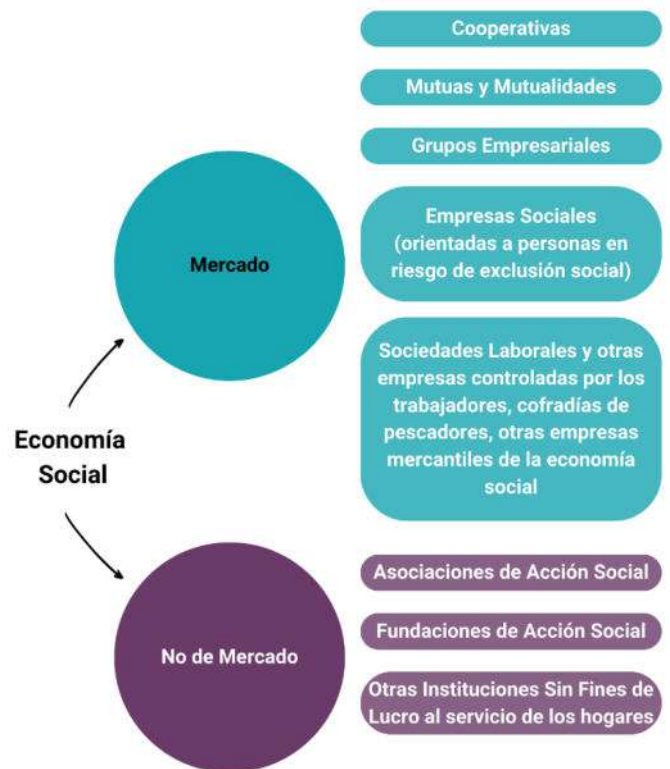 Cooperativas
Mutuas y Mutualidades
Grupos Empresariales
Empresas Sociales
(orientadas a personas en
riesgo de exclusión social)
Mercado
Sociedades Laborales y otras
empresas controladas por los
trabajadores, cofradías de
pescadores, otras empresas
mercantiles de la economía
social
Economía
Social
Asociaciones de Acción Social
Fundaciones de Acción Social
No de Mercado
Otras Instituciones Sin Fines de
Lucro al servicio de los hogares